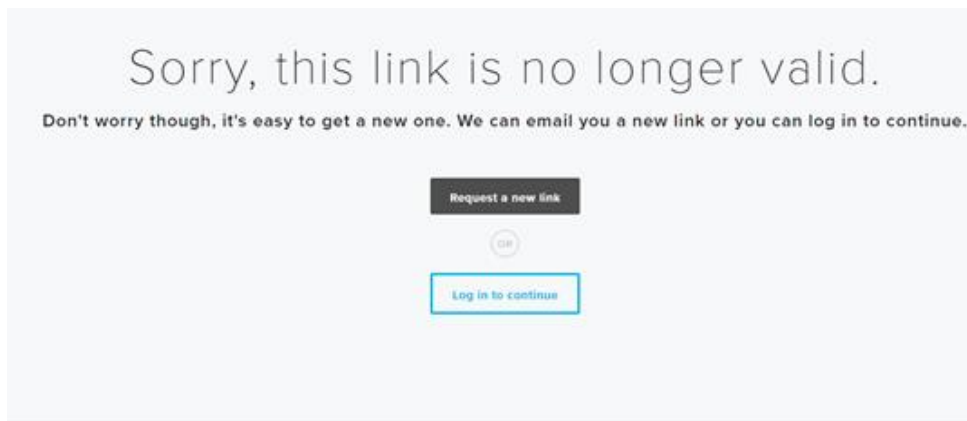 Sorry, this link is no longer valid.
Don't worry though, it's easy to get a new one. We can email you a new link or you can log in to continue.
Request a new link
OR
Log in to continue